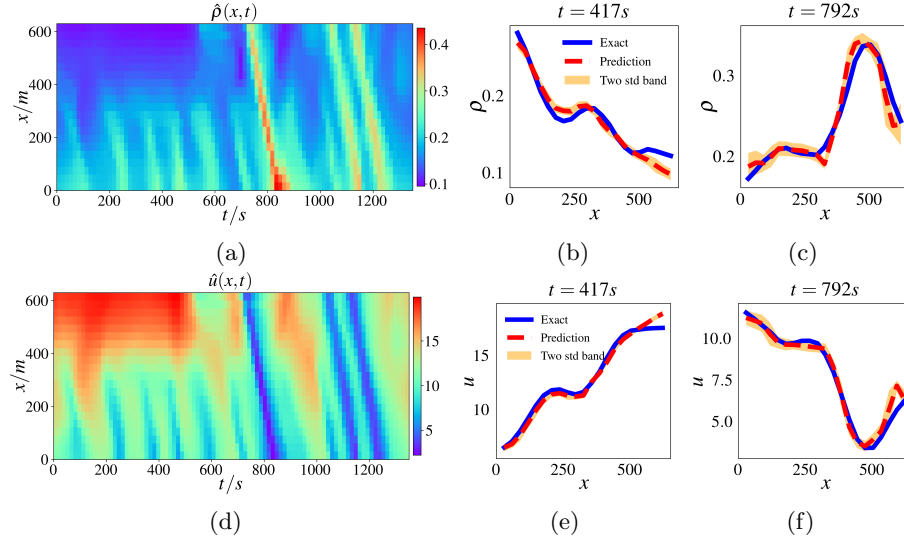 ρ̂(x,t)
x/m
600
400
200
0
0 200 400 600 800 1000 1200
t/s
0.4
0.3
0.2
0.1
(a)
t = 417s
Exact
Prediction
Two std band
ρ
0.2
0.1
0 250 500
x
(b)
t = 792s
ρ
0.3
0.2
0 250 500
x
(c)
û(x,t)
x/m
600
400
200
0
0 200 400 600 800 1000 1200
t/s
15
10
5
(d)
t = 417s
Exact
Prediction
Two std band
u
15
10
0 250 500
x
(e)
t = 792s
u
10.0
7.5
5.0
0 250 500
x
(f)